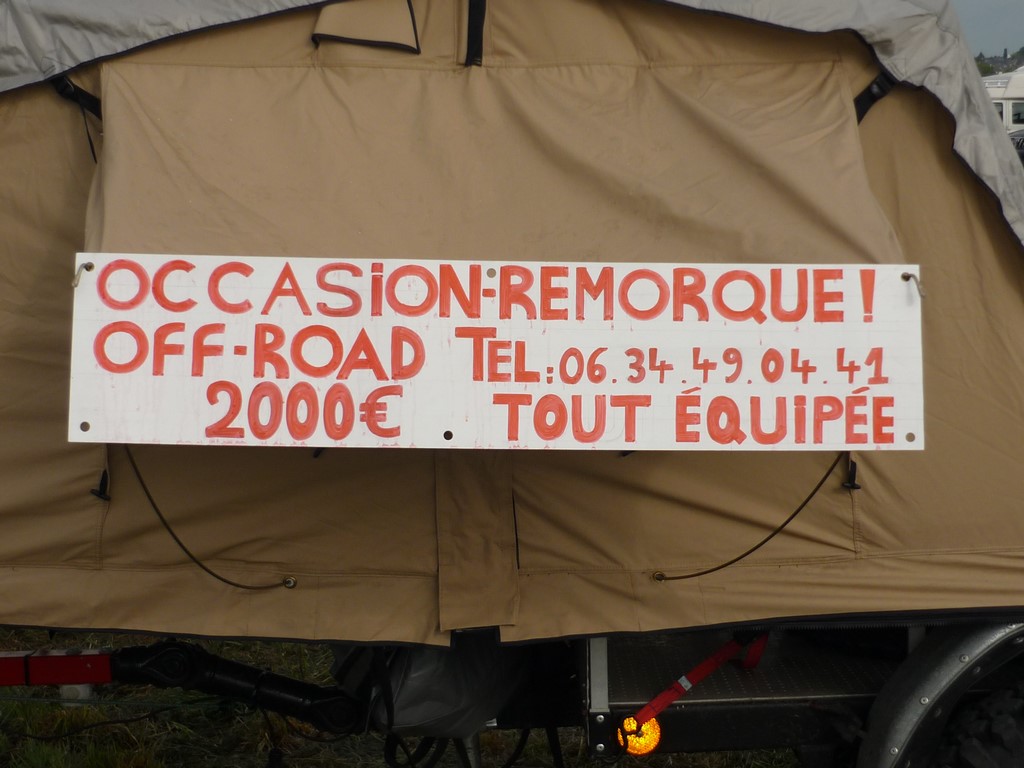 OCCASION-REMORQUE!
OFF-ROAD TEL:06.34.49.04.41
2000€ TOUT ÉQUIPÉE